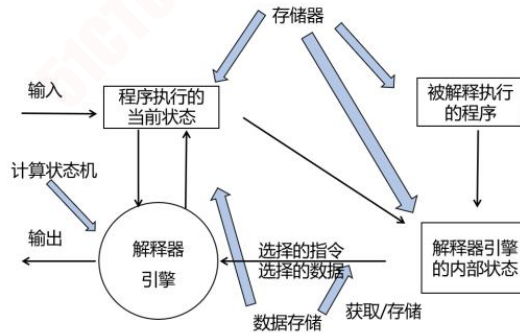 存储器
输入
程序执行的
当前状态
被解释执行
的程序
计算状态机
输出
解释器
引擎
选择的指令
选择的数据
解释器引擎
的内部状态
获取/存储
数据存储